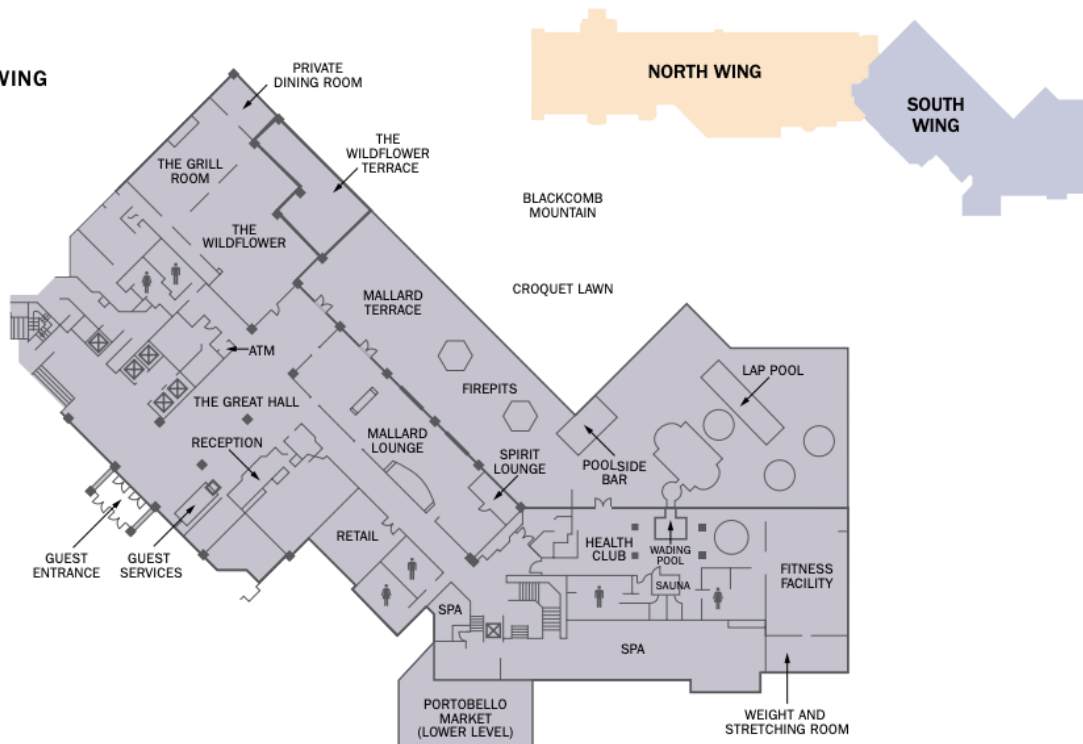 WING
NORTH WING
SOUTH
WING
PRIVATE
DINING ROOM
THE
WILDFLOWER
TERRACE
THE GRILL
ROOM
THE
WILDFLOWER
BLACKCOMB
MOUNTAIN
CROQUET LAWN
MALLARD
TERRACE
ATM
FIREPITS
LAP POOL
THE GREAT HALL
RECEPTION
MALLARD
LOUNGE
SPIRIT
LOUNGE
POOLSIDE
BAR
GUEST
ENTRANCE
GUEST
SERVICES
RETAIL
HEALTH
CLUB
WADING
POOL
SAUNA
FITNESS
FACILITY
SPA
SPA
PORTOBELLO
MARKET
(LOWER LEVEL)
WEIGHT AND
STRETCHING ROOM